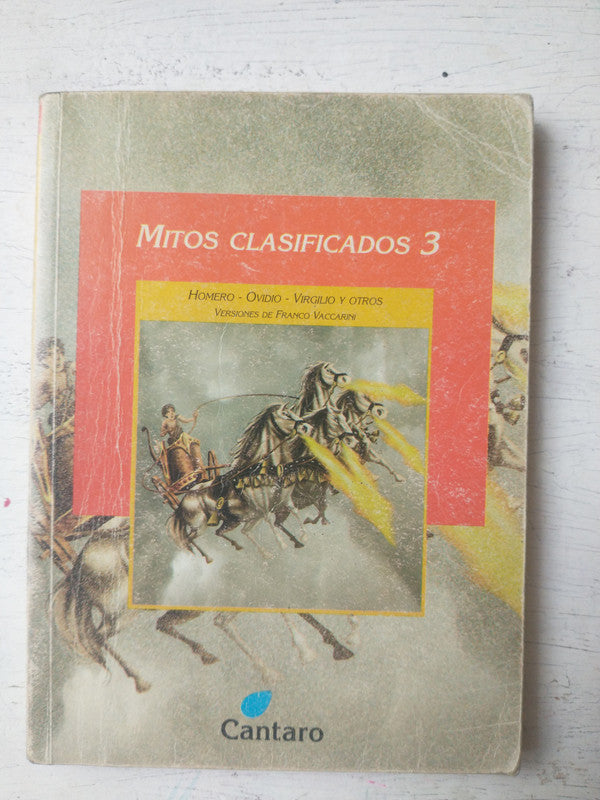 MITOS CLASIFICADOS 3
HOMERO - OVIDIO - VIRGILIO Y OTROS
VERSIONES DE FRANCO VACCARINI
Cantaro